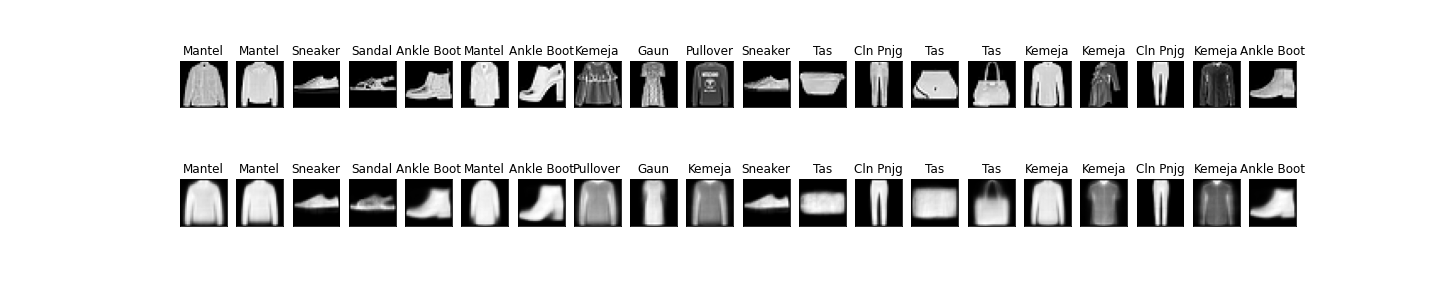 Mantel Mantel Sneaker Sandal Ankle Boot Mantel Ankle Boot Kemeja Gaun Pullover Sneaker Tas Cln Pnjg Tas Tas Kemeja Kemeja Cln Pnjg Kemeja Ankle Boot
Mantel Mantel Sneaker Sandal Ankle Boot Mantel Ankle Boot Pullover Gaun Kemeja Sneaker Tas Cln Pnjg Tas Tas Kemeja Kemeja Cln Pnjg Kemeja Ankle Boot